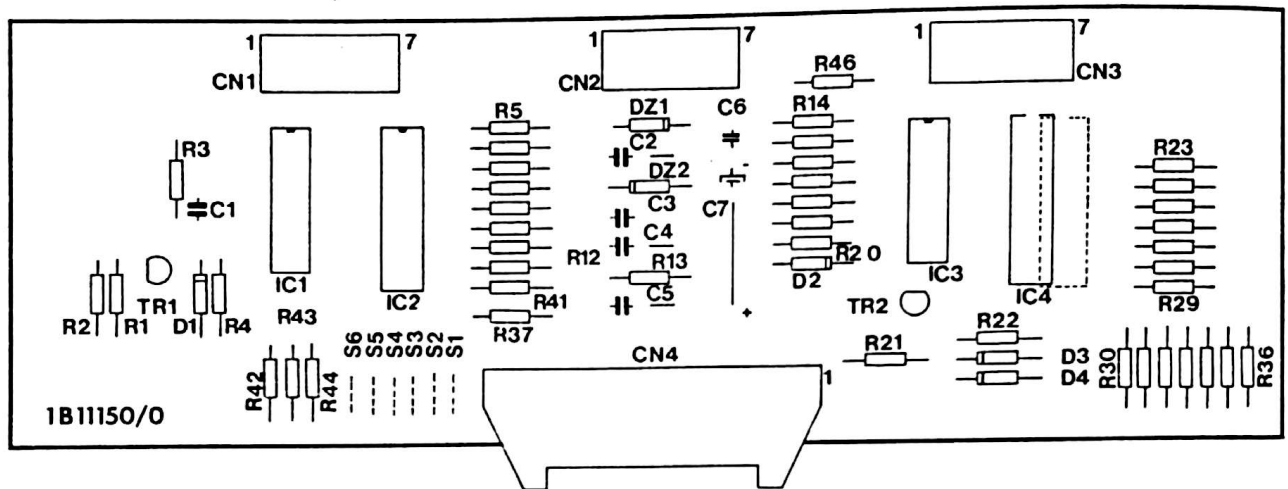 1 7
CN1
1 7
CN2
R46
1 7
CN3
R5
DZ1
C6
R14
C2
R3
R23
DZ2
C1
C3
C7
C4
R12
R20
R13
IC1
IC2
D2
IC3
IC4
TR1
R41
C5
TR2
R29
R2 R1 D1 R4
R43
R37
+
-
S6 S5 S4 S3 S2 S1
CN4
1
R22
R21
D3
D4
R30
R36
R42
R44
1B11150/0